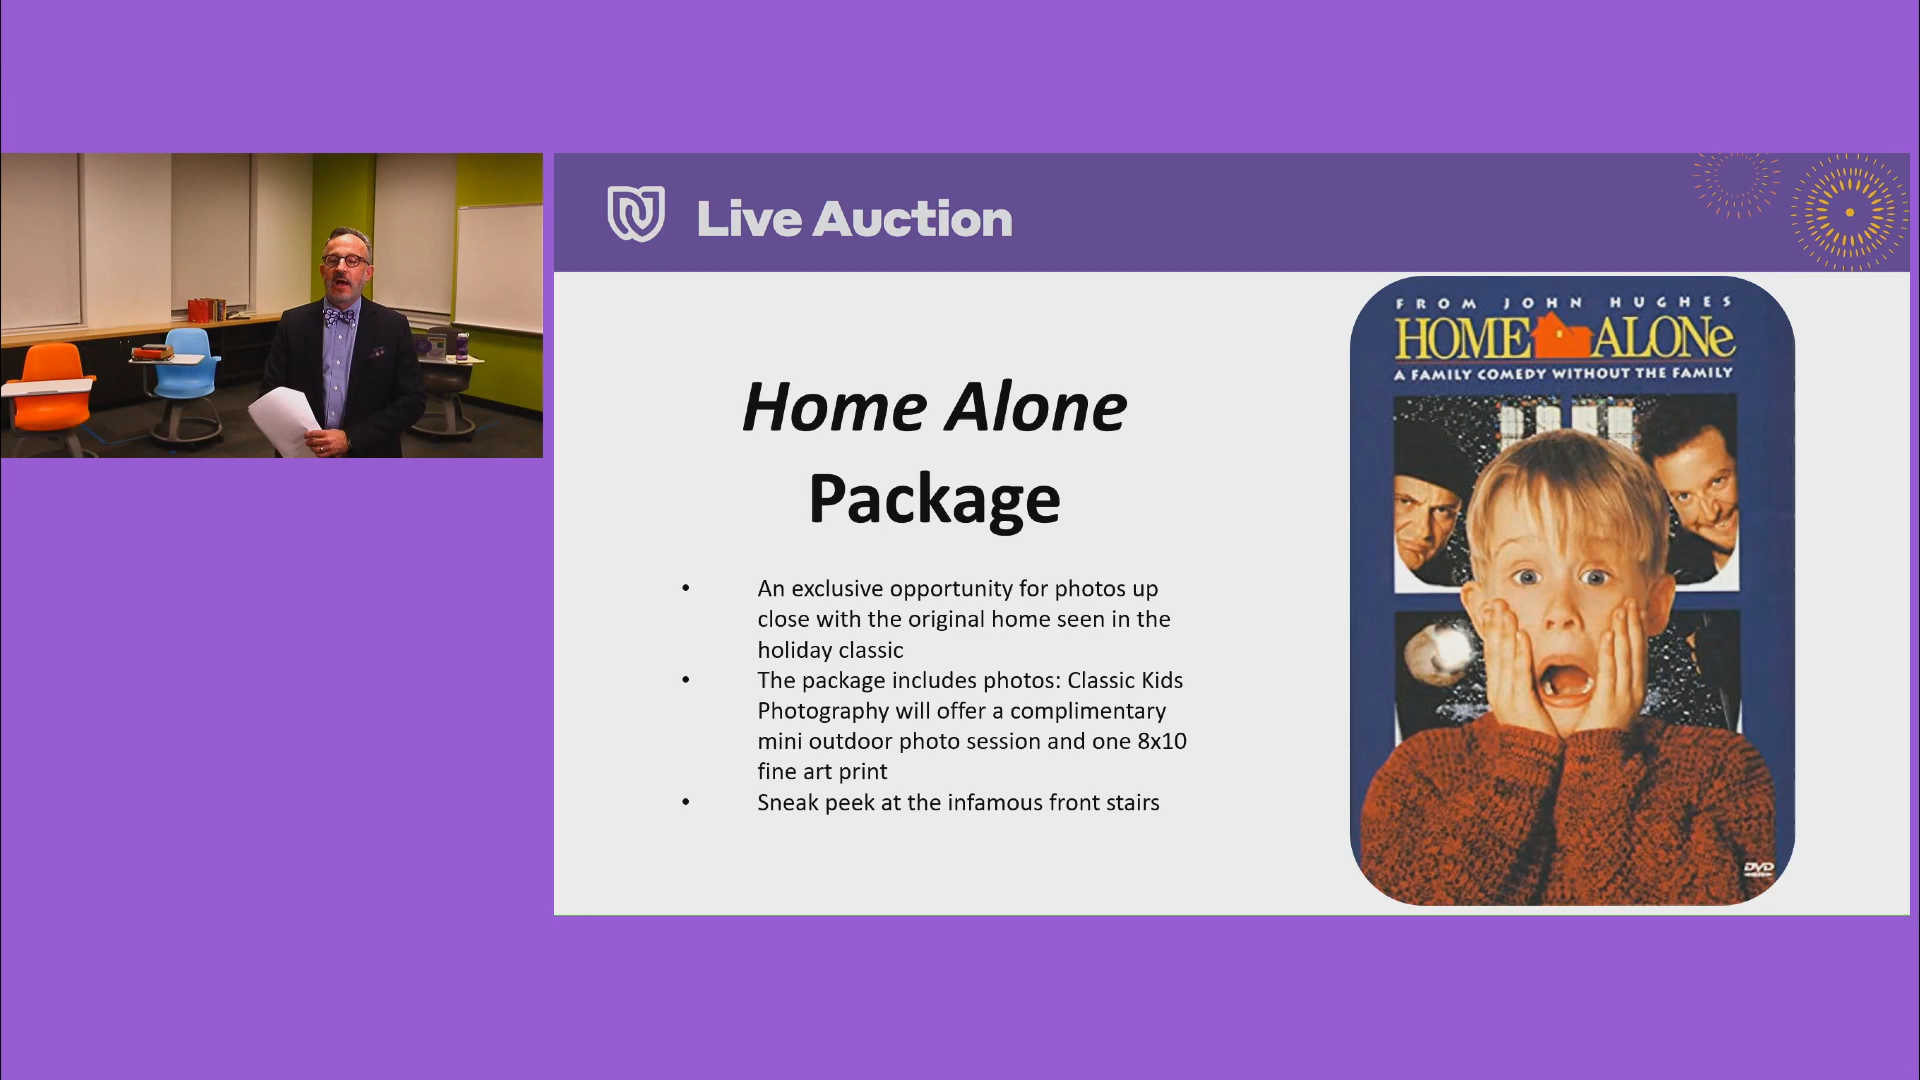 Live Auction
Home Alone
Package
• An exclusive opportunity for photos up
close with the original home seen in the
holiday classic
• The package includes photos: Classic Kids
Photography will offer a complimentary
mini outdoor photo session and one 8x10
fine art print
• Sneak peek at the infamous front stairs
FROM JOHN HUGHES
HOME ALONe
A FAMILY COMEDY WITHOUT THE FAMILY
DVD